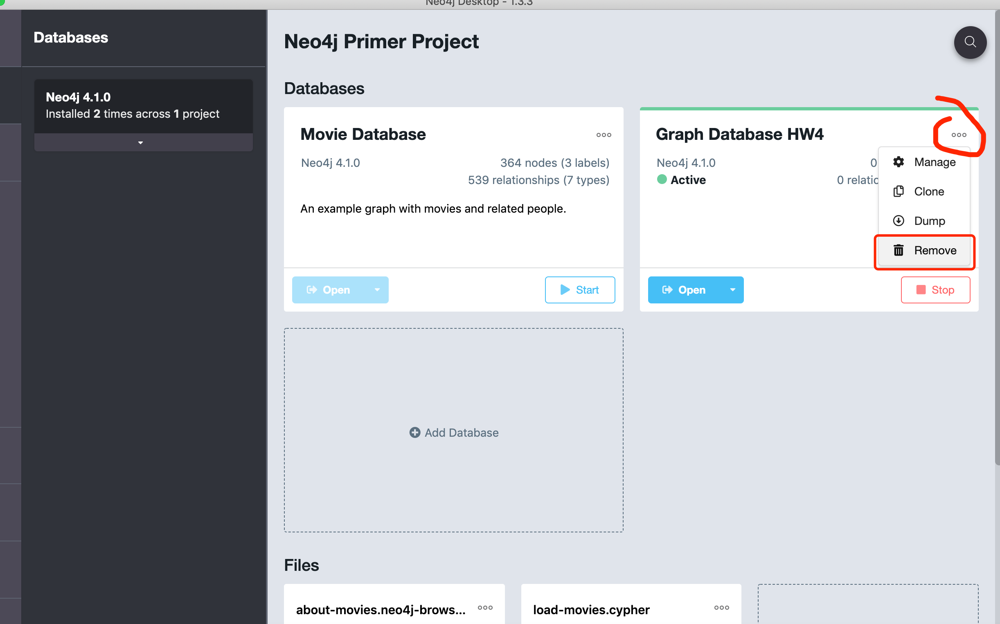 Neo4j Desktop - 1.3.3
Databases
Neo4j 4.1.0
Installed 2 times across 1 project
Neo4j Primer Project
Databases
Movie Database
Neo4j 4.1.0
364 nodes (3 labels)
539 relationships (7 types)
An example graph with movies and related people.
Open
Start
Graph Database HW4
Neo4j 4.1.0
0
Active
0 relatio
Manage
Clone
Dump
Remove
Open
Stop
Add Database
Files
about-movies.neo4j-brows...
load-movies.cypher